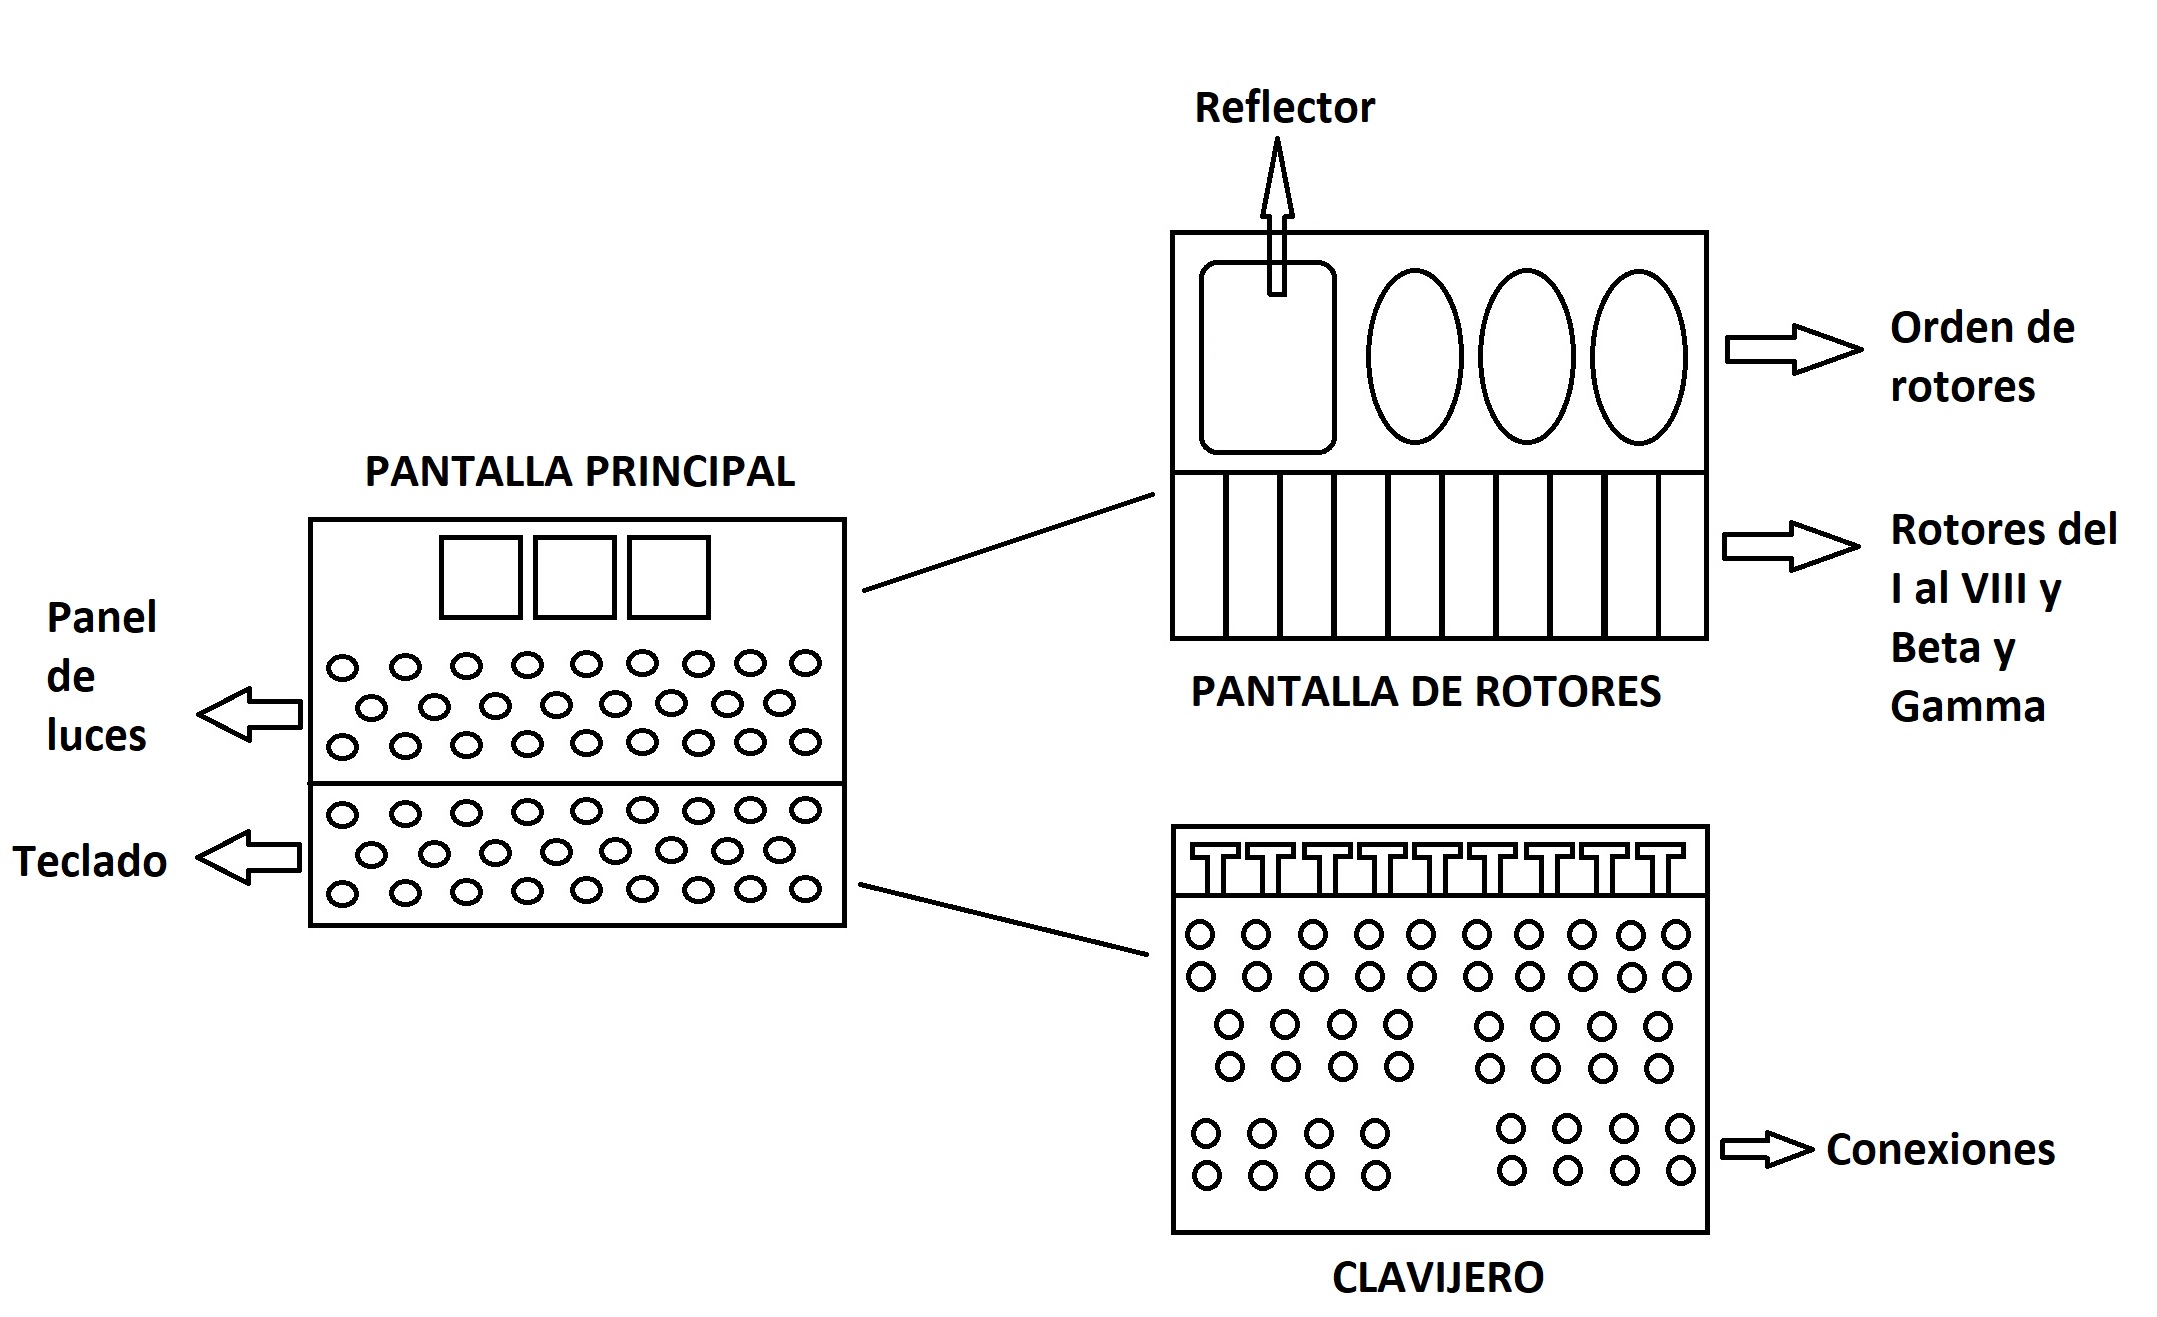 Reflector
Orden de
rotores
PANTALLA PRINCIPAL
Rotores del
I al VIII y
Beta y
Gamma
Panel
de
luces
PANTALLA DE ROTORES
Teclado
Conexiones
CLAVIJERO